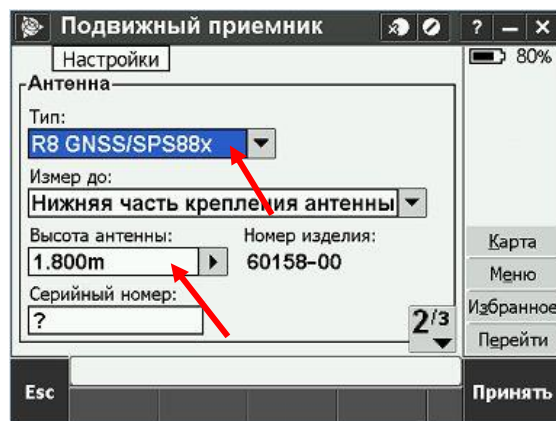 Подвижный приемник ? – X
Настройки
80%
Антенна
Тип:
R8 GNSS/SPS88x
Измер до:
Нижняя часть крепления антенны
Высота антенны: Номер изделия:
1.800m 60158-00
Серийный номер:
?
2/3
Карта
Меню
Избранное
Перейти
Esc
Принять